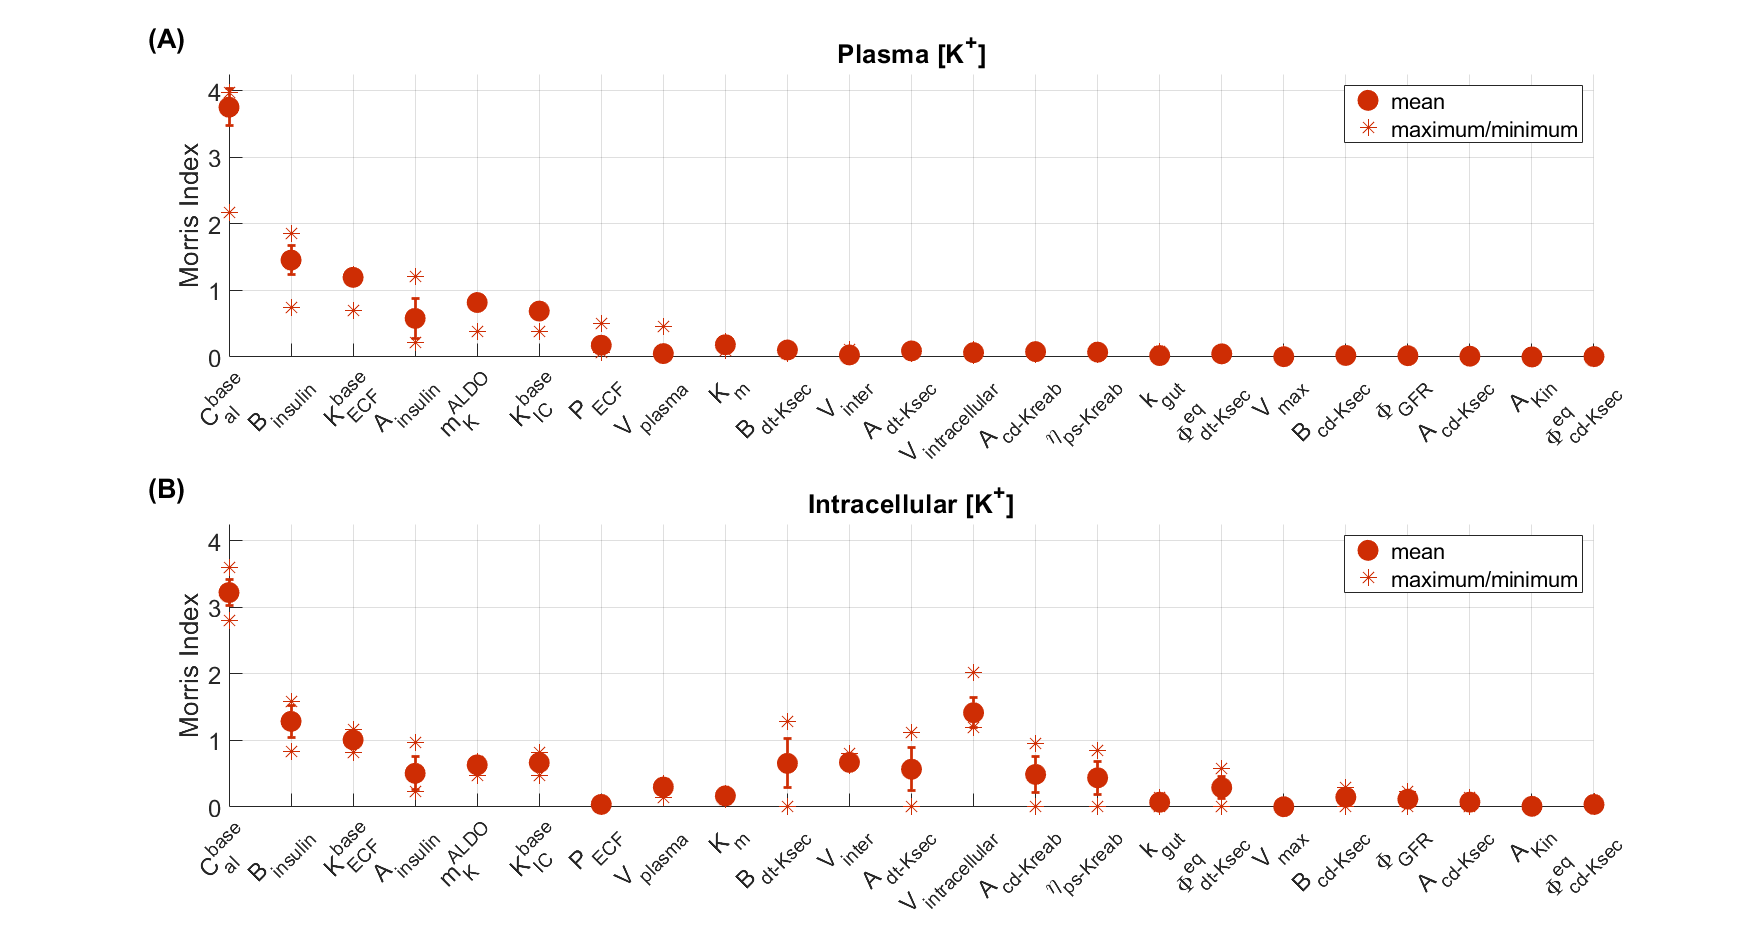 (A)
Plasma [K+]
4
3
2
1
0
Morris Index
mean
maximum/minimum
C base al
B insulin
K base ECF
A insulin
m ALDO K
K base IC
P ECF
V plasma
K m
B dt-Ksec
V inter
A dt-Ksec
V intracellular
A cd-Kreab
η ps-Kreab
k gut
Φ eq dt-Ksec
V max
B cd-Ksec
Φ GFR
A cd-Ksec
A Kin
Φ eq cd-Ksec
(B)
Intracellular [K+]
4
3
2
1
0
Morris Index
mean
maximum/minimum
C base al
B insulin
K base ECF
A insulin
m ALDO K
K base IC
P ECF
V plasma
K m
B dt-Ksec
V inter
A dt-Ksec
V intracellular
A cd-Kreab
η ps-Kreab
k gut
Φ eq dt-Ksec
V max
B cd-Ksec
Φ GFR
A cd-Ksec
A Kin
Φ eq cd-Ksec